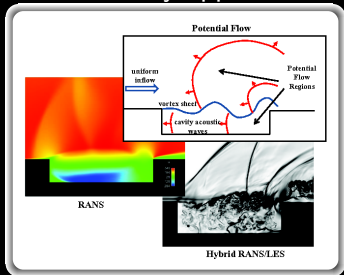 Potential Flow
uniform
inflow
Potential
Flow
Regions
vortex sheet
cavity acoustic
waves
RANS
Hybrid RANS/LES